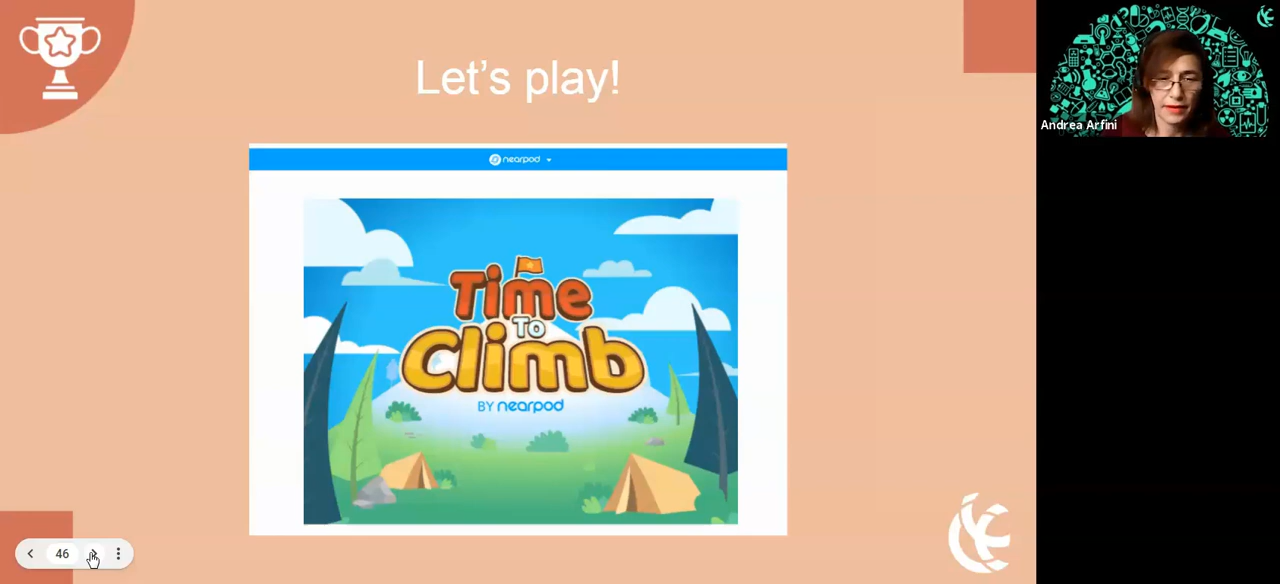 Let's play!
nearpod
Time
To
Climb
BY nearpod
Andrea Arfini
46